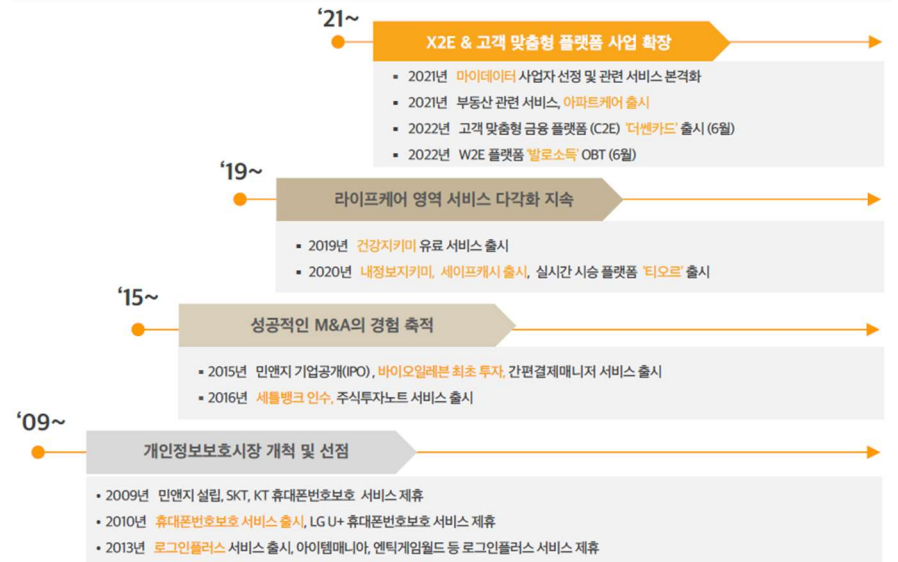 ‘21~
X2E & 고객 맞춤형 플랫폼 사업 확장
▪ 2021년 마이데이터 사업자 선정 및 관련 서비스 본격화
▪ 2021년 부동산 관련 서비스, 아파트케어 출시
▪ 2022년 고객 맞춤형 금융 플랫폼 (C2E) ‘더쎈카드’ 출시 (6월)
▪ 2022년 W2E 플랫폼 ‘발로소득’ OBT (6월)
‘19~
라이프케어 영역 서비스 다각화 지속
▪ 2019년 건강지키미 유료 서비스 출시
▪ 2020년 내정보지키미, 세이프캐시 출시, 실시간 시승 플랫폼 ‘티오르’ 출시
‘15~
성공적인 M&A의 경험 축적
▪ 2015년 민앤지 기업공개(IPO) , 바이오일레븐 최초 투자, 간편결제매니저 서비스 출시
▪ 2016년 세틀뱅크 인수, 주식투자노트 서비스 출시
‘09~
개인정보보호시장 개척 및 선점
• 2009년 민앤지 설립, SKT, KT 휴대폰번호보호 서비스 제휴
• 2010년 휴대폰번호보호 서비스 출시, LG U+ 휴대폰번호보호 서비스 제휴
• 2013년 로그인플러스 서비스 출시, 아이템매니아, 엔틱게임월드 등 로그인플러스 서비스 제휴